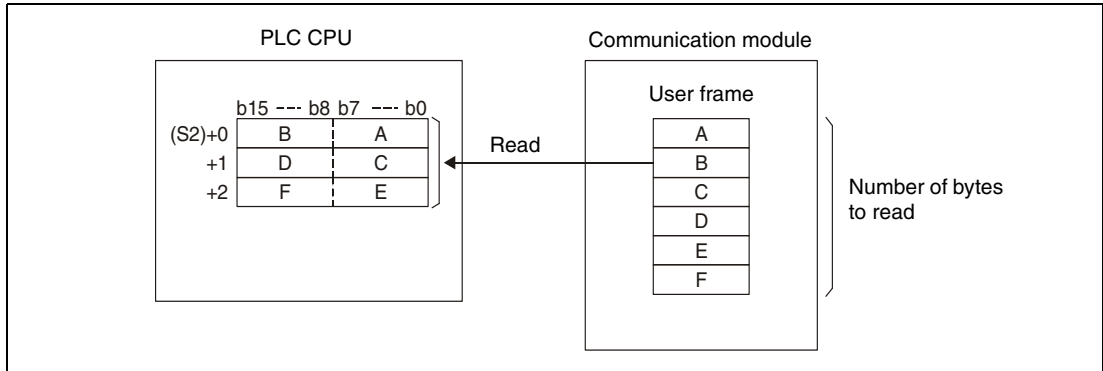 PLC CPU
Communication module
User frame
b15 --- b8 b7 --- b0
(S2)+0 B A
+1 D C
+2 F E
Read
A
B
C
D
E
F
Number of bytes
to read